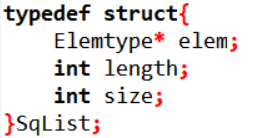 typedef struct{
    Elemtype* elem;
    int length;
    int size;
}SqList;